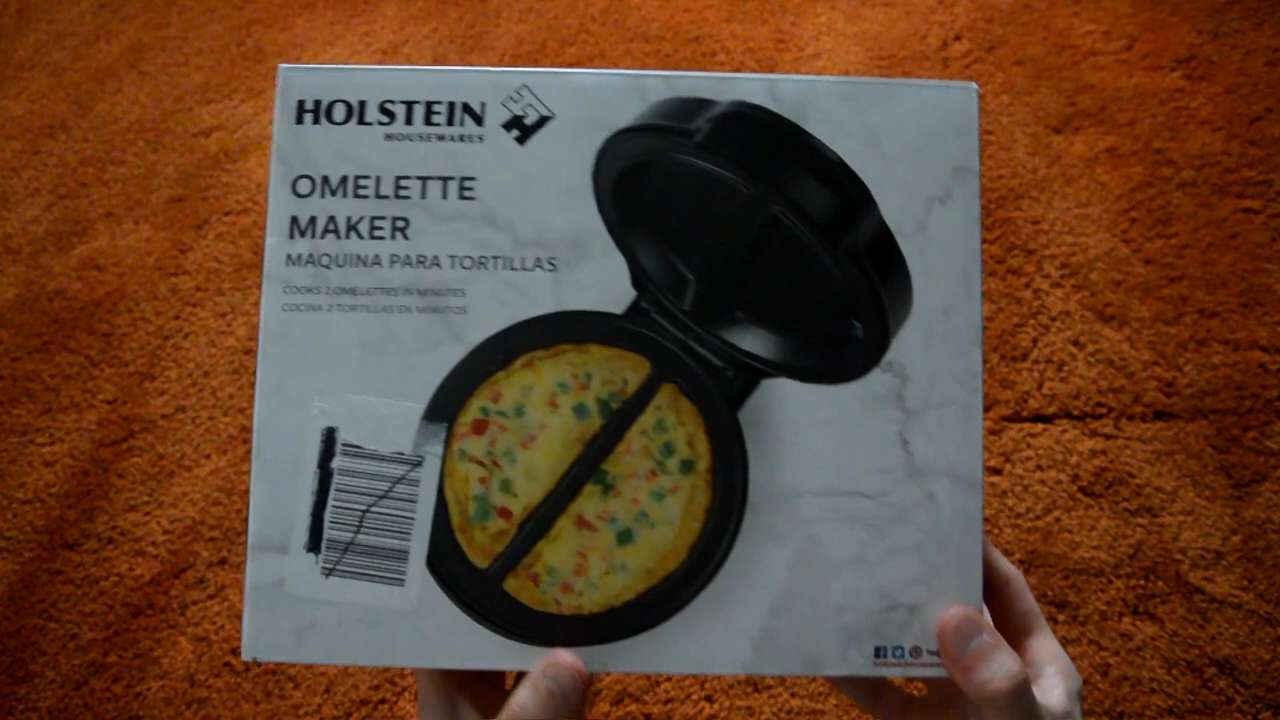 HOLSTEIN
HOUSEWARES
OMELETTE
MAKER
MAQUINA PARA TORTILLAS
COOKS 2 OMELETTES IN MINUTES
COCINA 2 TORTILLAS EN MINUTOS